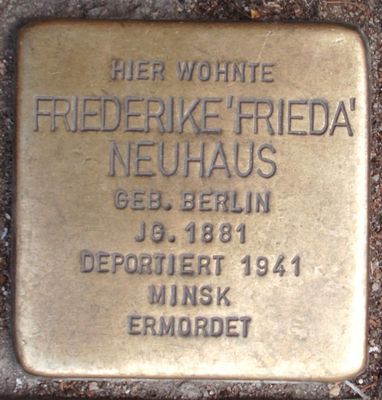 HIER WOHNTE
FRIEDERIKE 'FRIEDA'
NEUHAUS
GEB. BERLIN
JG. 1881
DEPORTIERT 1941
MINSK
ERMORDET